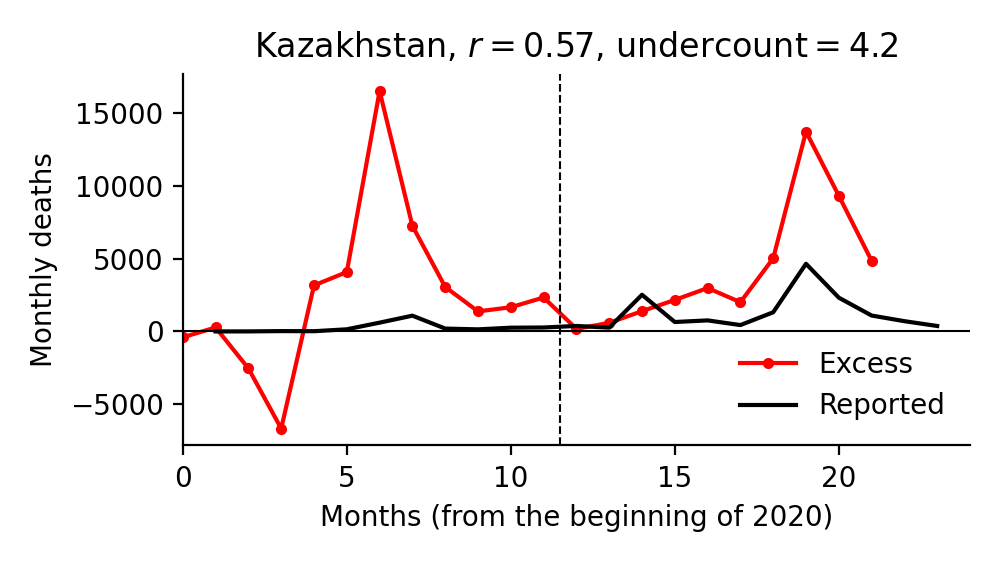 Kazakhstan, r = 0.57, undercount = 4.2
Monthly deaths
15000
10000
5000
0
−5000
Excess
Reported
0 5 10 15 20
Months (from the beginning of 2020)